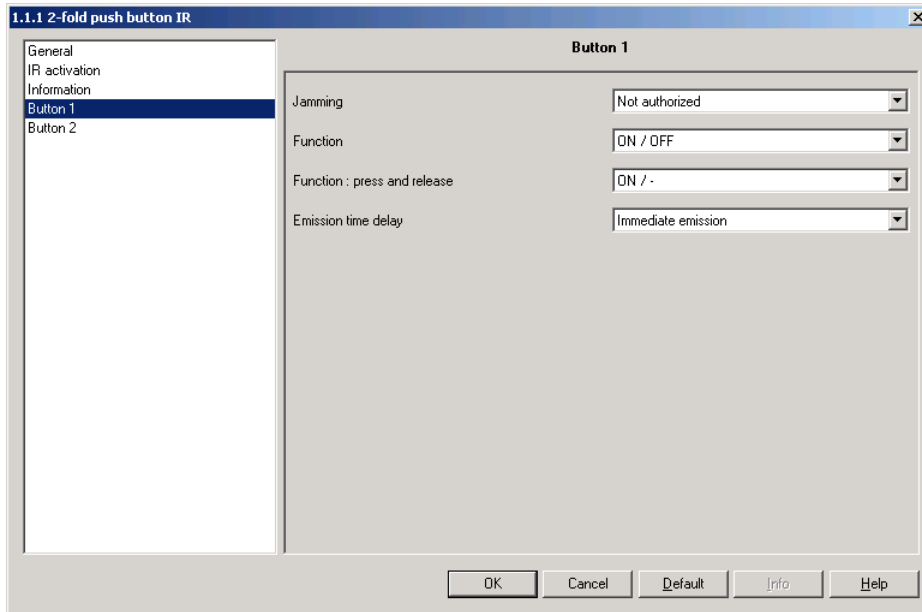 1.1.1 2-fold push button IR
General
IR activation
Information
Button 1
Button 2
Button 1
Jamming
Not authorized
Function
ON / OFF
Function : press and release
ON / -
Emission time delay
Immediate emission
OK
Cancel
Default
Info
Help